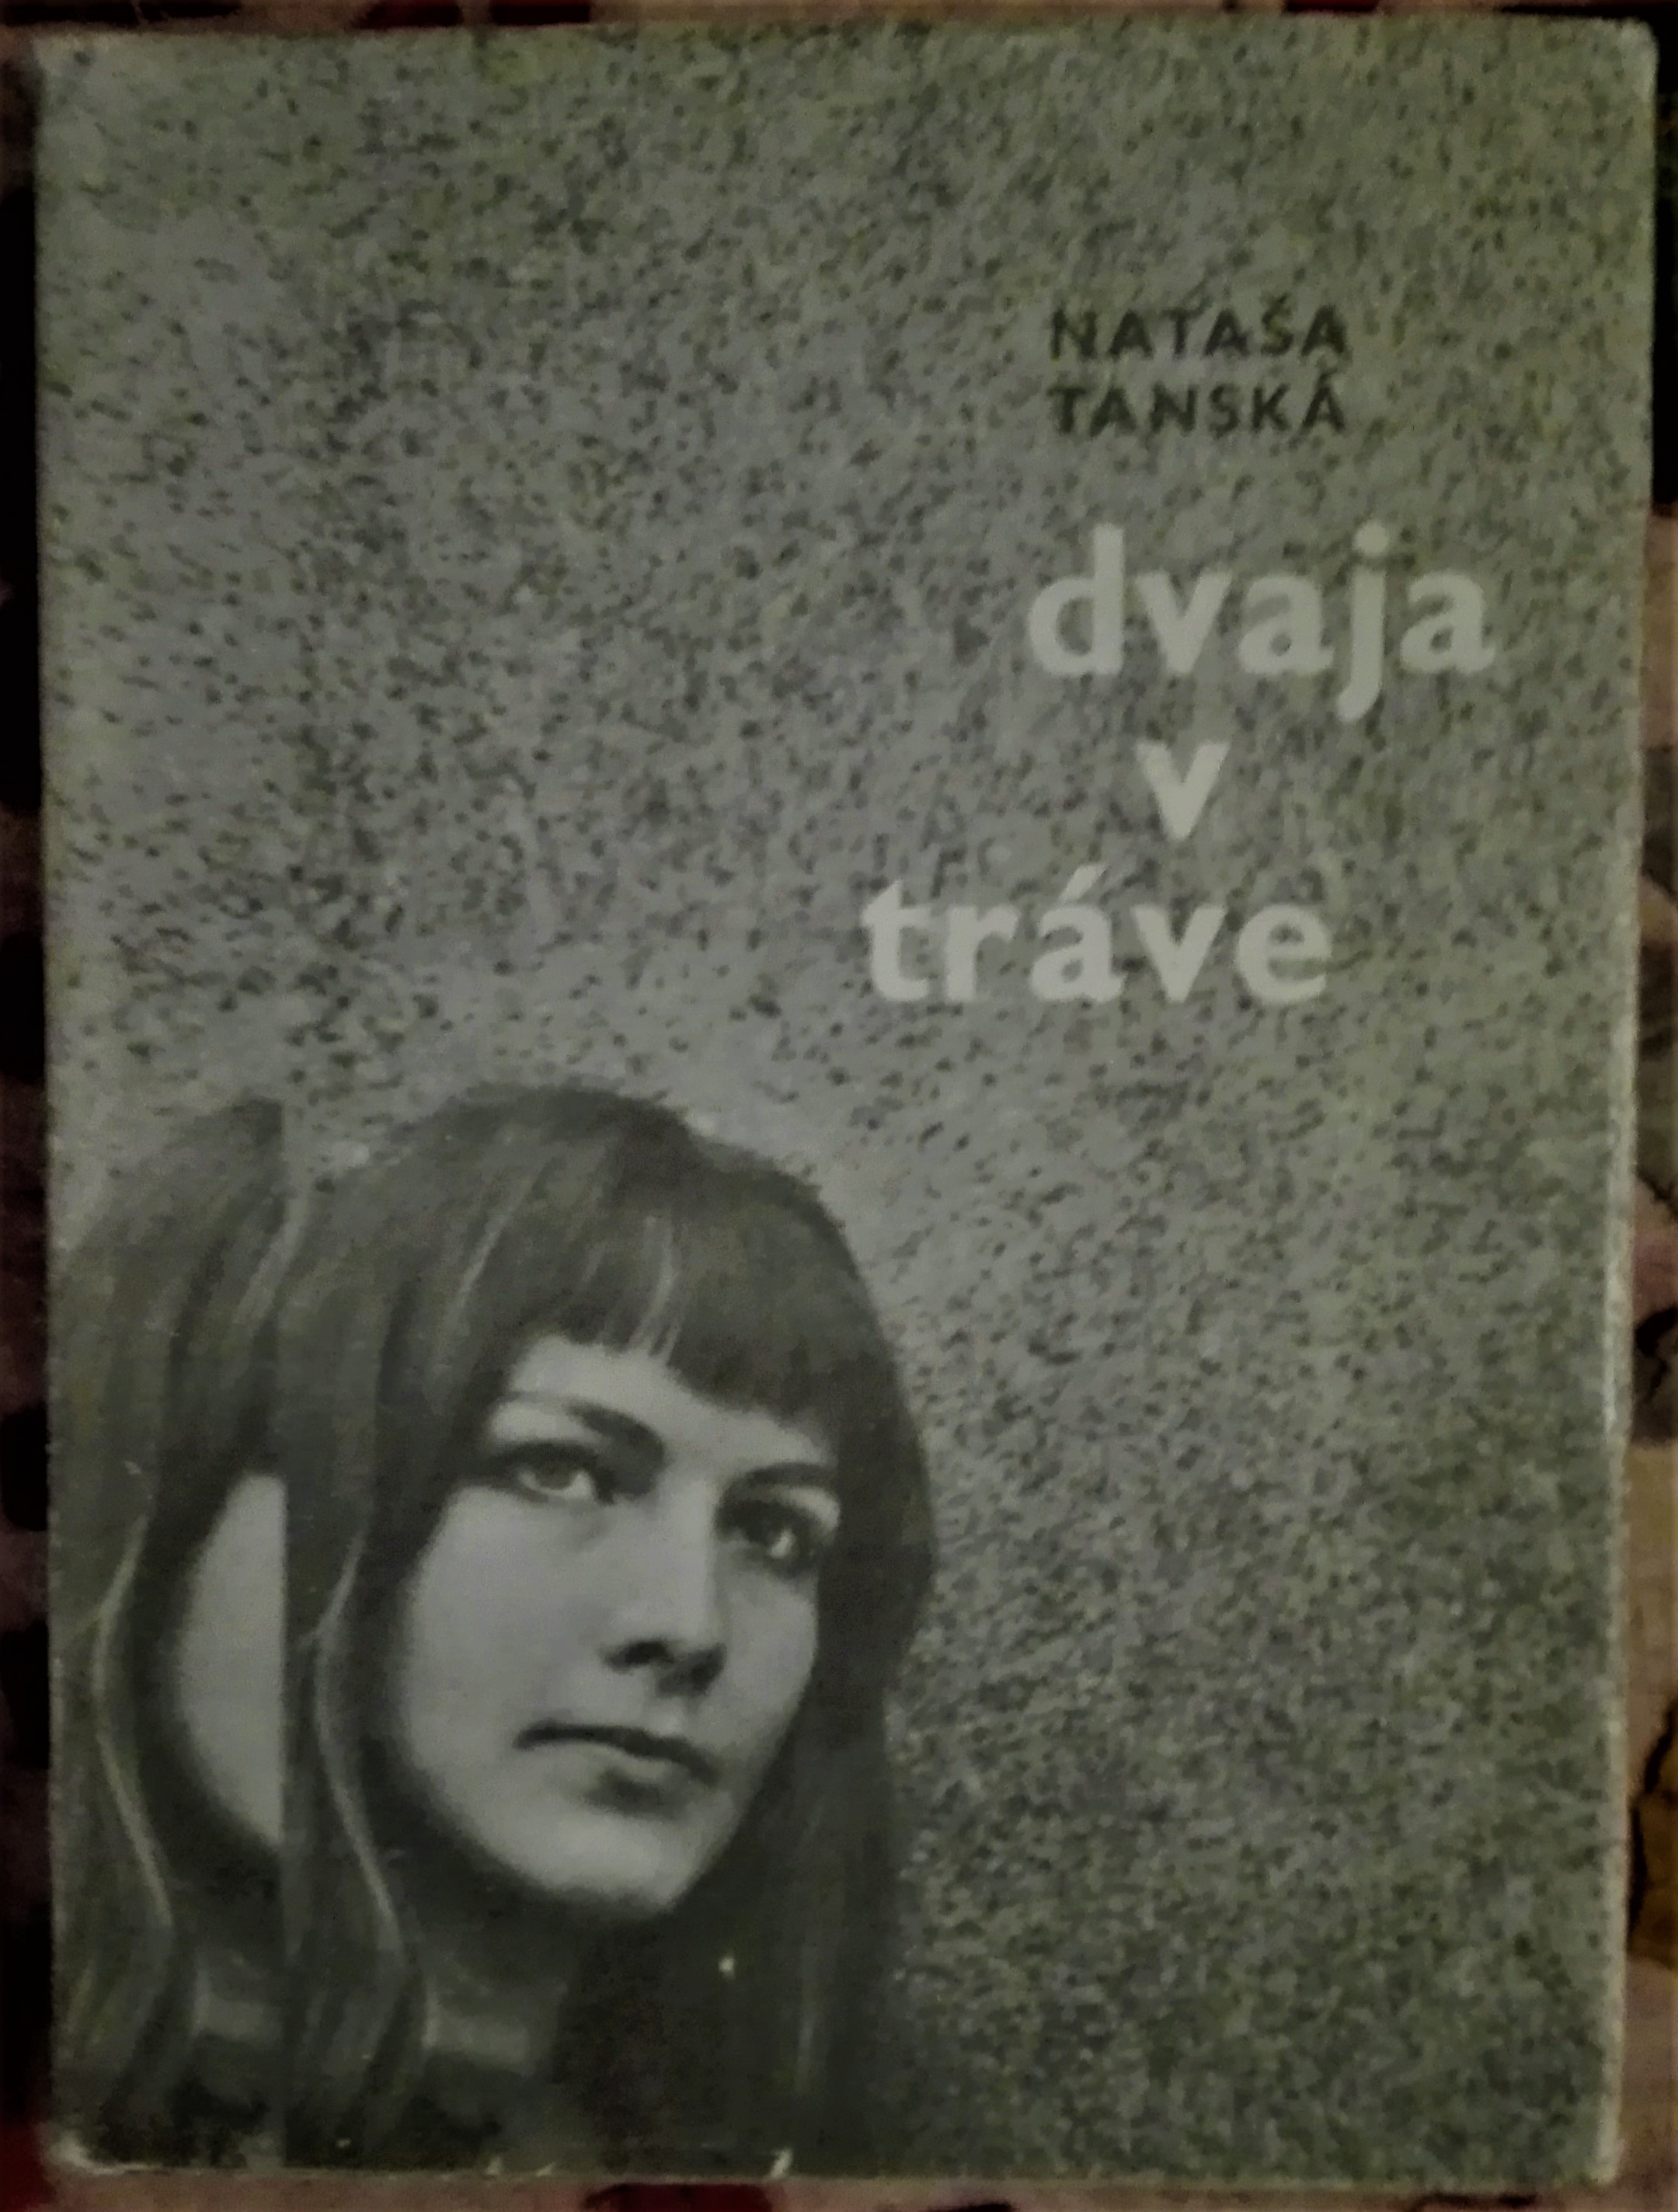 NATAŠA
TANSKÁ
dvaja
v
tráve